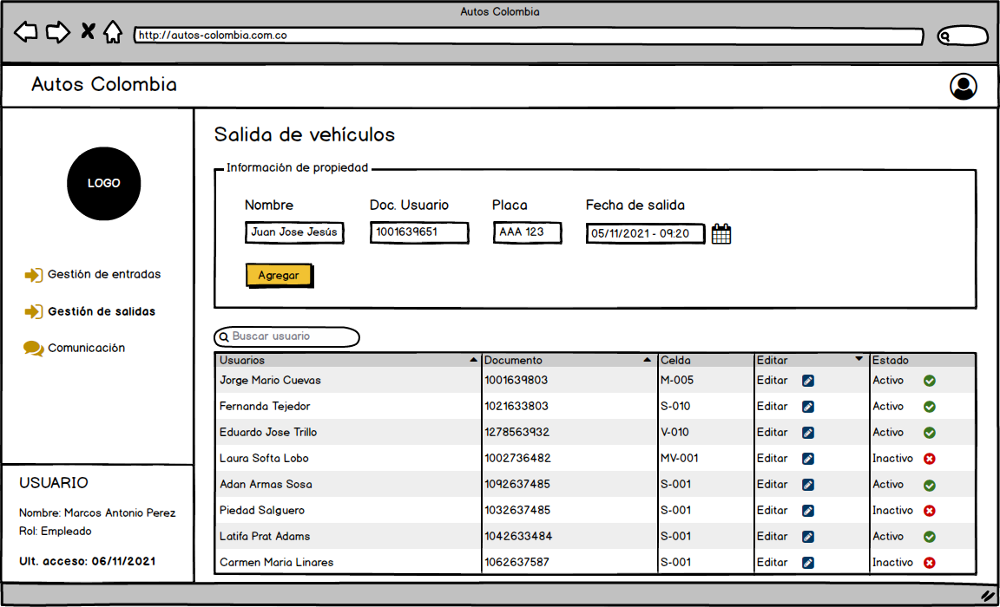 Autos Colombia
http://autos-colombia.com.co
Autos Colombia
LOGO
Gestión de entradas
Gestión de salidas
Comunicación
USUARIO
Nombre: Marcos Antonio Perez
Rol: Empleado
Ult. acceso: 06/11/2021
Salida de vehículos
Información de propiedad
Nombre Doc. Usuario Placa Fecha de salida
Juan Jose Jesús 1001639651 AAA 123 05/11/2021 - 09:20
Agregar
Buscar usuario
Usuarios Documento Celda Editar Estado
Jorge Mario Cuevas 1001639803 M-005 Editar Activo
Fernanda Tejedor 1021633803 S-010 Editar Activo
Eduardo Jose Trillo 1278563932 V-010 Editar Activo
Laura Softa Lobo 1002736482 MV-001 Editar Inactivo
Adan Armas Sosa 1092637485 S-001 Editar Activo
Piedad Salguero 1032637485 S-001 Editar Inactivo
Latifa Prat Adams 1042633484 S-001 Editar Activo
Carmen Maria Linares 1062637587 S-001 Editar Inactivo